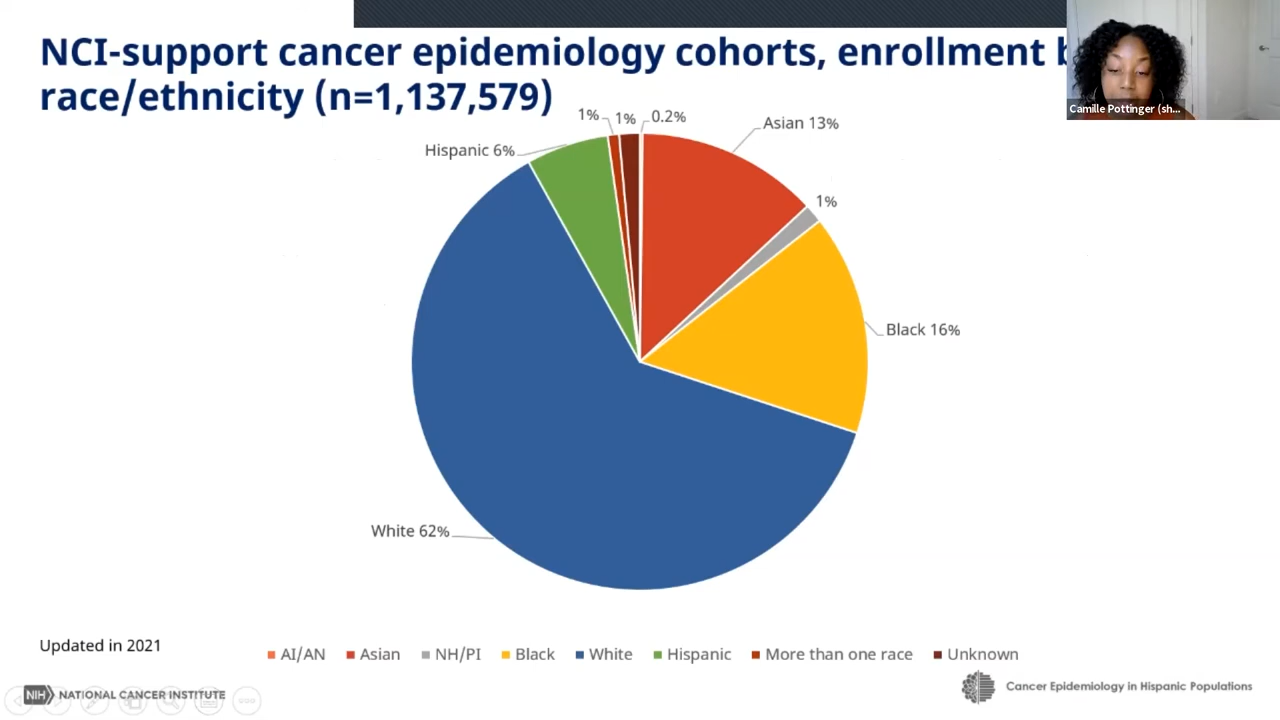 NCI-support cancer epidemiology cohorts, enrollment
race/ethnicity (n=1,137,579)
Camille Pottinger (sh...
1%
1%
0.2%
Asian 13%
Hispanic 6%
1%
Black 16%
White 62%
Updated in 2021
AI/AN Asian NH/PI Black White Hispanic More than one race Unknown
NIH NATIONAL CANCER INSTITUTE
Cancer Epidemiology in Hispanic Populations